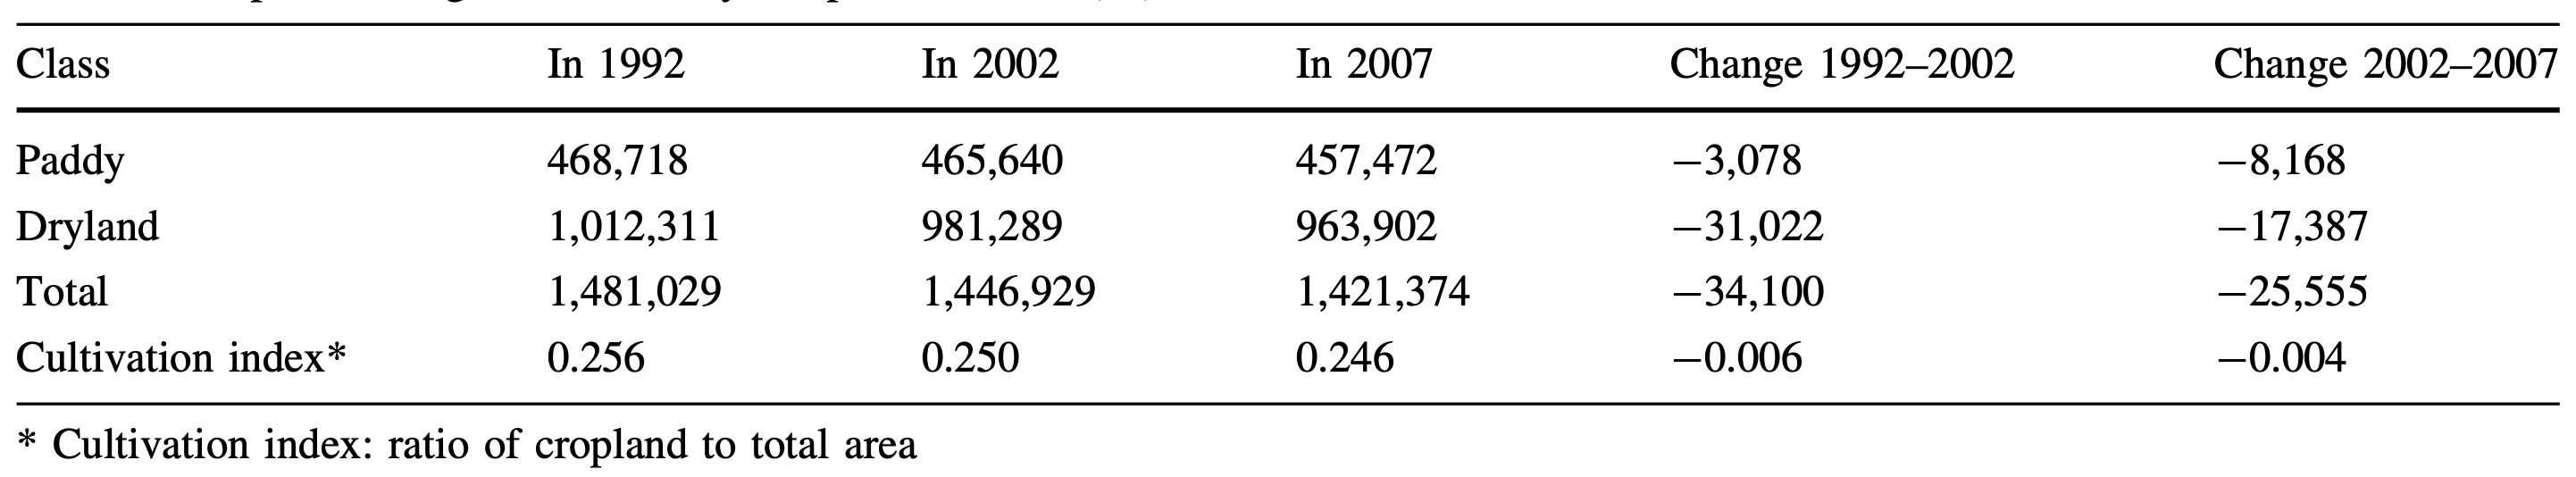 Class In 1992 In 2002 In 2007 Change 1992–2002 Change 2002–2007
Paddy 468,718 465,640 457,472 −3,078 −8,168
Dryland 1,012,311 981,289 963,902 −31,022 −17,387
Total 1,481,029 1,446,929 1,421,374 −34,100 −25,555
Cultivation index* 0.256 0.250 0.246 −0.006 −0.004
* Cultivation index: ratio of cropland to total area